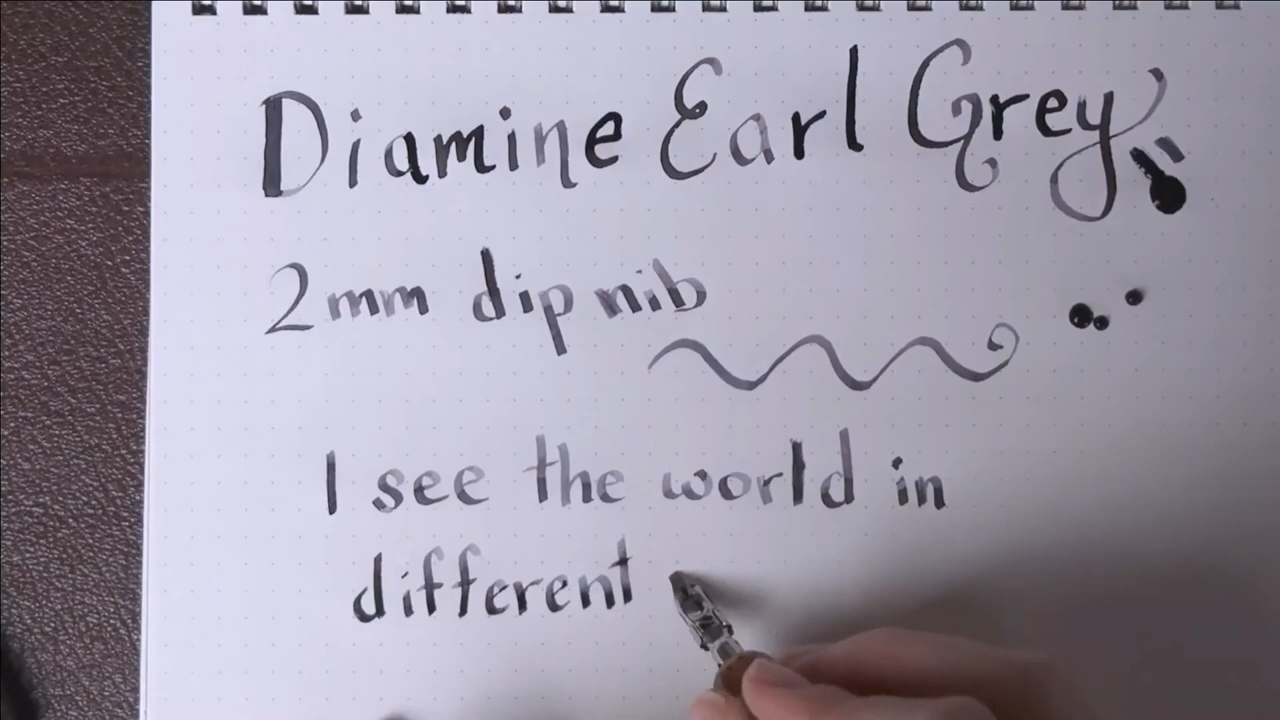 Diamine Earl Grey
2mm dip nib
I see the world in
different